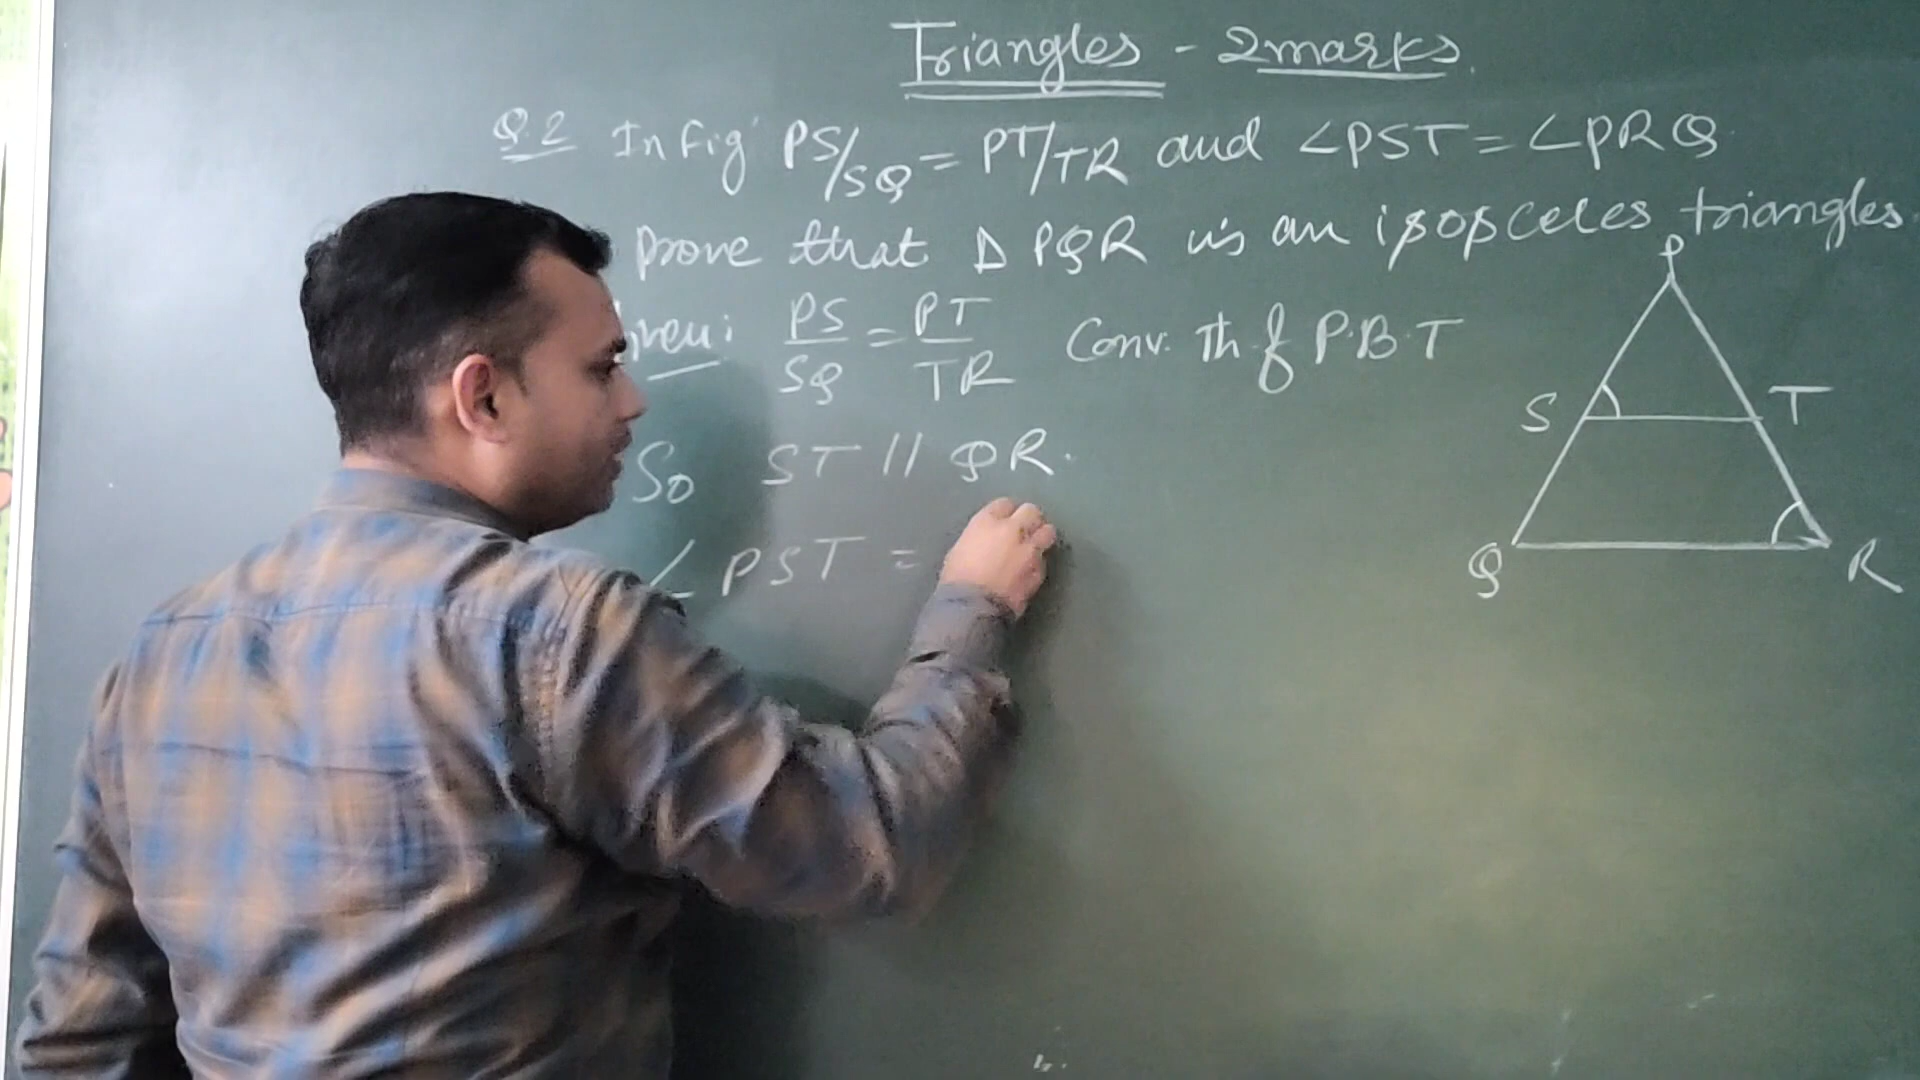 Triangles - 2marks.
Q.2 In fig PS/SQ = PT/TR and ∠PST = ∠PRQ
prove that Δ PQR is an isosceles triangles.
PS/SQ = PT/TR Conv. Th of P.B.T
So ST // QR.
∠ PST =
P
S T
Q R